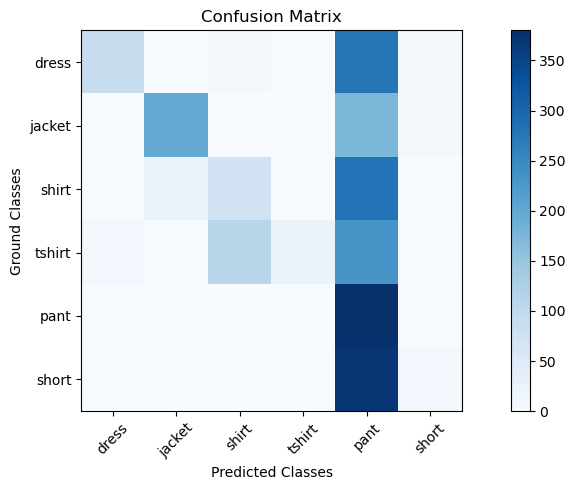 Confusion Matrix
Ground Classes
dress
jacket
shirt
tshirt
pant
short
dress
jacket
shirt
tshirt
pant
short
Predicted Classes
350
300
250
200
150
100
50
0